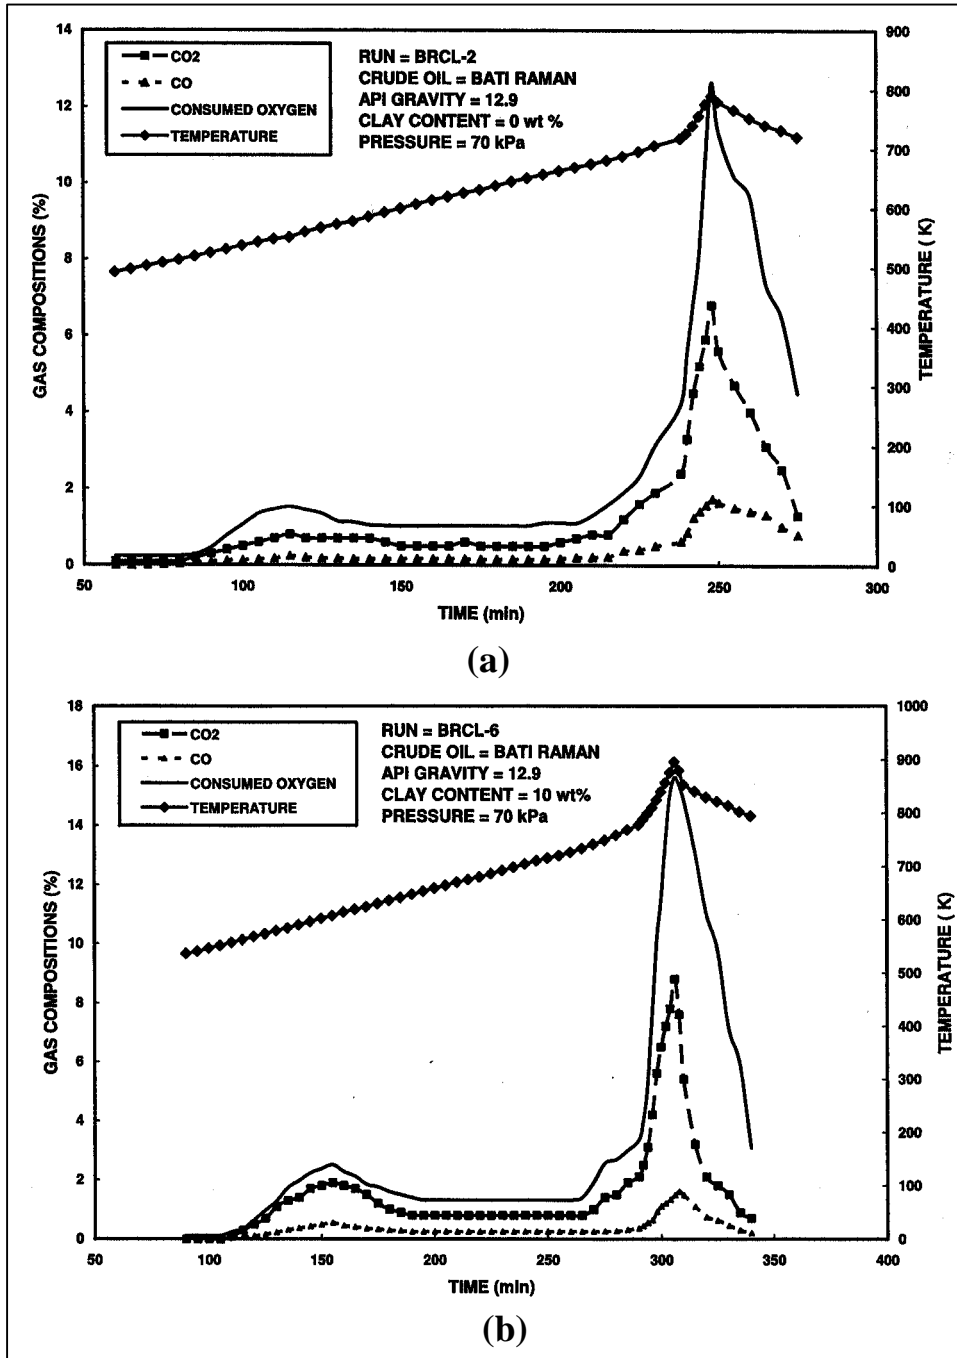 14
12
10
8
6
4
2
0
GAS COMPOSITIONS (%)
CO2
CO
CONSUMED OXYGEN
TEMPERATURE
RUN = BRCL-2
CRUDE OIL = BATI RAMAN
API GRAVITY = 12.9
CLAY CONTENT = 0 wt %
PRESSURE = 70 kPa
900
800
700
600
500
400
300
200
100
0
TEMPERATURE ( K)
50 100 150 200 250 300
TIME (min)
(a)
18
16
14
12
10
8
6
4
2
0
GAS COMPOSITIONS (%)
CO2
CO
CONSUMED OXYGEN
TEMPERATURE
RUN = BRCL-6
CRUDE OIL = BATI RAMAN
API GRAVITY = 12.9
CLAY CONTENT = 10 wt%
PRESSURE = 70 kPa
1000
900
800
700
600
500
400
300
200
100
0
TEMPERATURE ( K)
50 100 150 200 250 300 350 400
TIME (min)
(b)